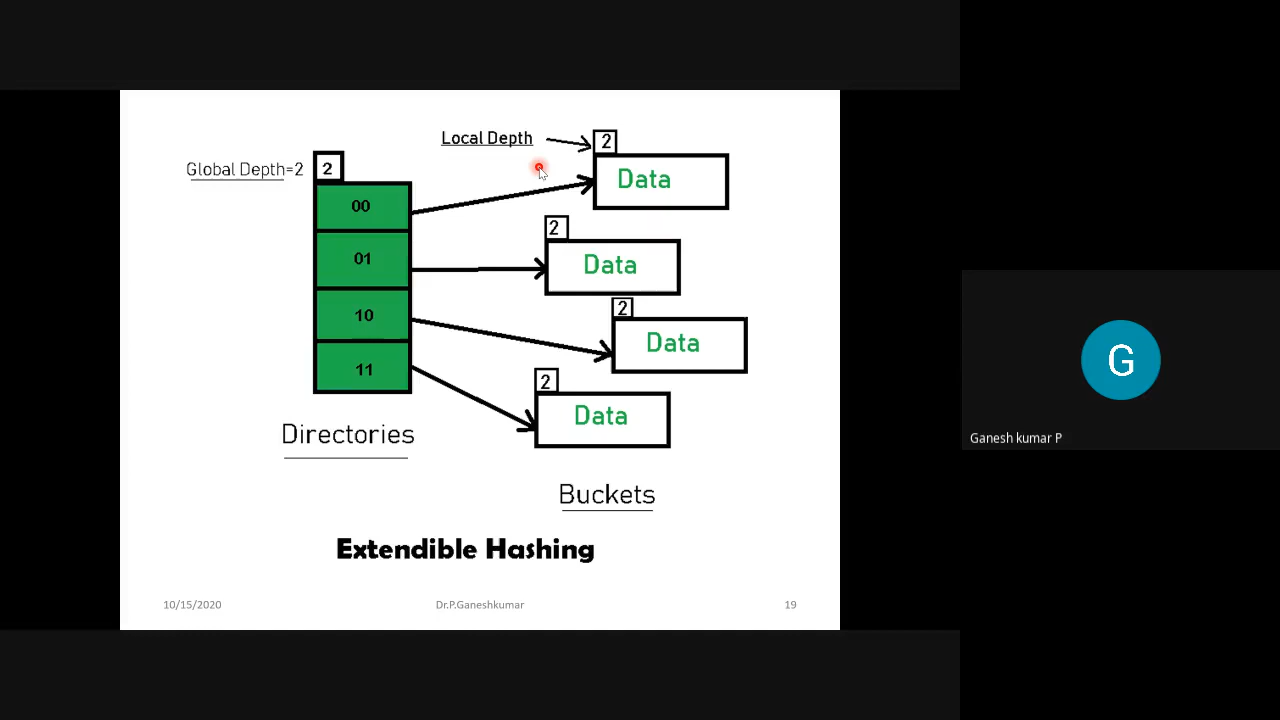 Local Depth
2
Global Depth=2
2
Data
00
2
01
Data
2
10
Data
11
2
Data
Directories
Buckets
Extendible Hashing
10/15/2020
Dr.P.Ganeshkumar
19
G
Ganesh kumar P